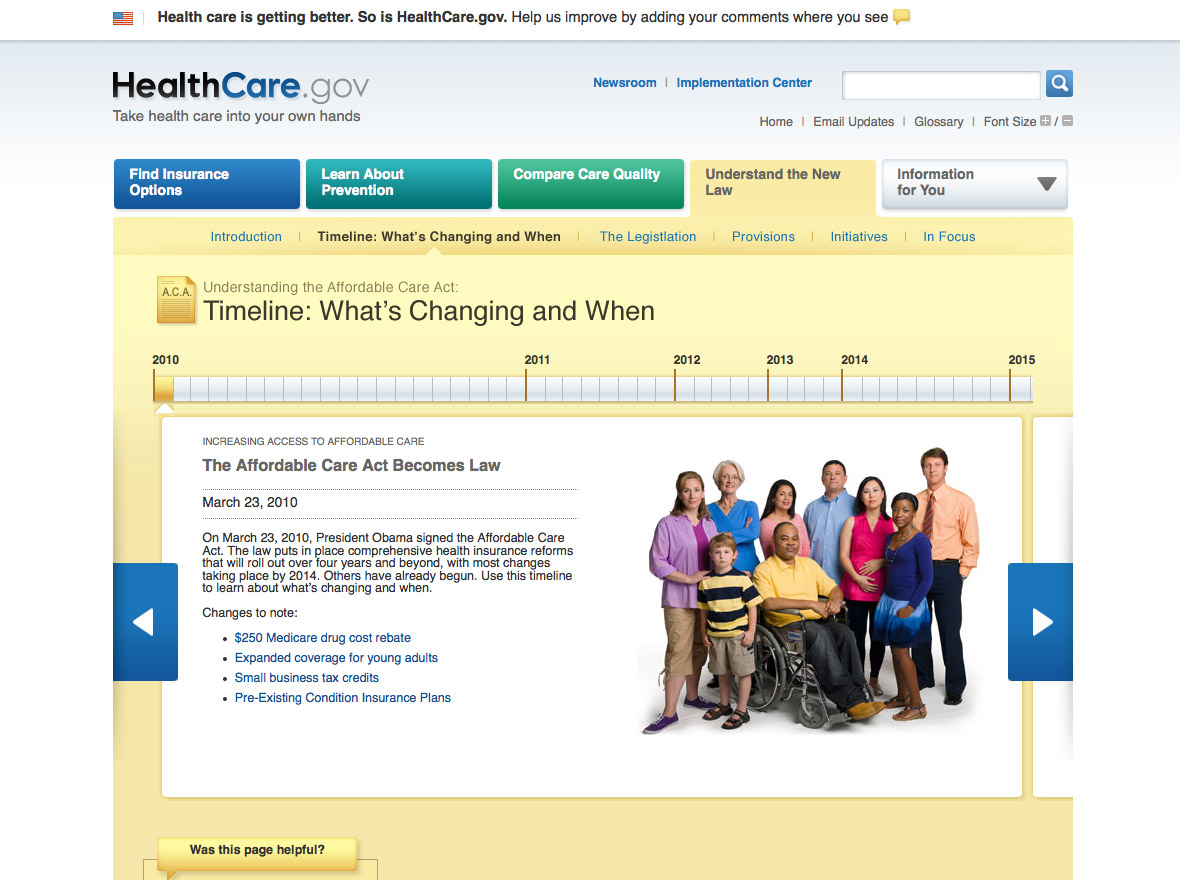 Health care is getting better. So is HealthCare.gov. Help us improve by adding your comments where you see
HealthCare.gov
Take health care into your own hands
Newsroom | Implementation Center
Home | Email Updates | Glossary | Font Size + / -
Find Insurance
Options
Learn About
Prevention
Compare Care Quality
Understand the New
Law
Information
for You
Introduction | Timeline: What's Changing and When | The Legistlation | Provisions | Initiatives | In Focus
A.C.A.
Understanding the Affordable Care Act:
Timeline: What's Changing and When
2010 2011 2012 2013 2014 2015
INCREASING ACCESS TO AFFORDABLE CARE
The Affordable Care Act Becomes Law
March 23, 2010
On March 23, 2010, President Obama signed the Affordable Care
Act. The law puts in place comprehensive health insurance reforms
that will roll out over four years and beyond, with most changes
taking place by 2014. Others have already begun. Use this timeline
to learn about what's changing and when.
Changes to note:
• $250 Medicare drug cost rebate
• Expanded coverage for young adults
• Small business tax credits
• Pre-Existing Condition Insurance Plans
Was this page helpful?